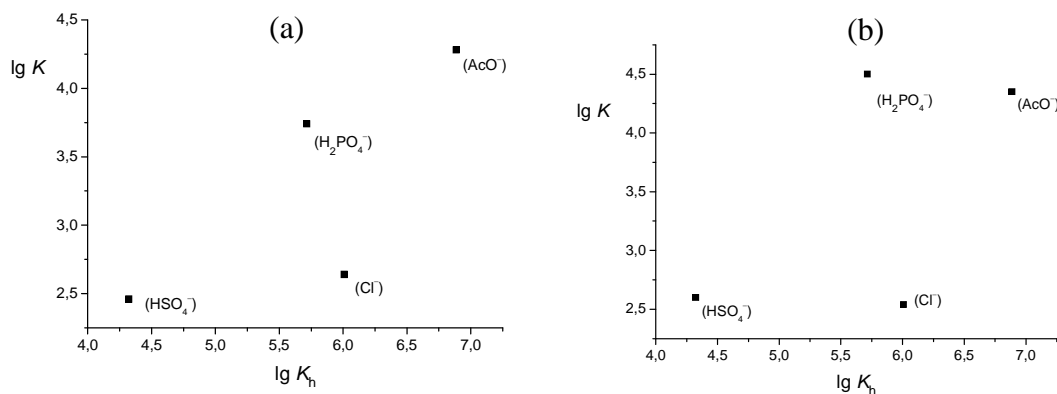 (a)
4,5
lg K
(AcO⁻)
4,0
(H₂PO₄⁻)
3,5
3,0
(Cl⁻)
2,5
(HSO₄⁻)
4,0 4,5 5,0 5,5 6,0 6,5 7,0
lg Kₕ
(b)
4,5
(H₂PO₄⁻)
(AcO⁻)
lg K
4,0
3,5
3,0
(HSO₄⁻)
(Cl⁻)
2,5
4,0 4,5 5,0 5,5 6,0 6,5 7,0
lg Kₕ